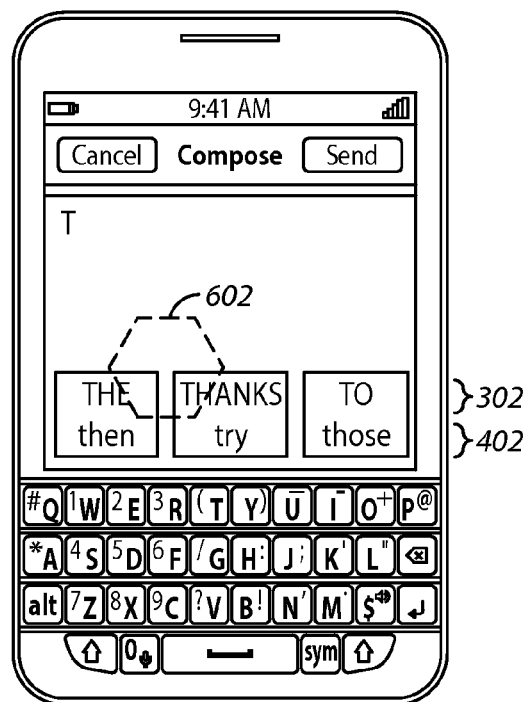 9:41 AM
Cancel Compose Send
T
602
THE THANKS TO 302
then try those 402
#Q 1W 2E 3R (T Y) U I O+ P@
*A 4S 5D 6F /G H: J; K' L"
alt 7Z 8X 9C ?V B! N, M. $
0 sym